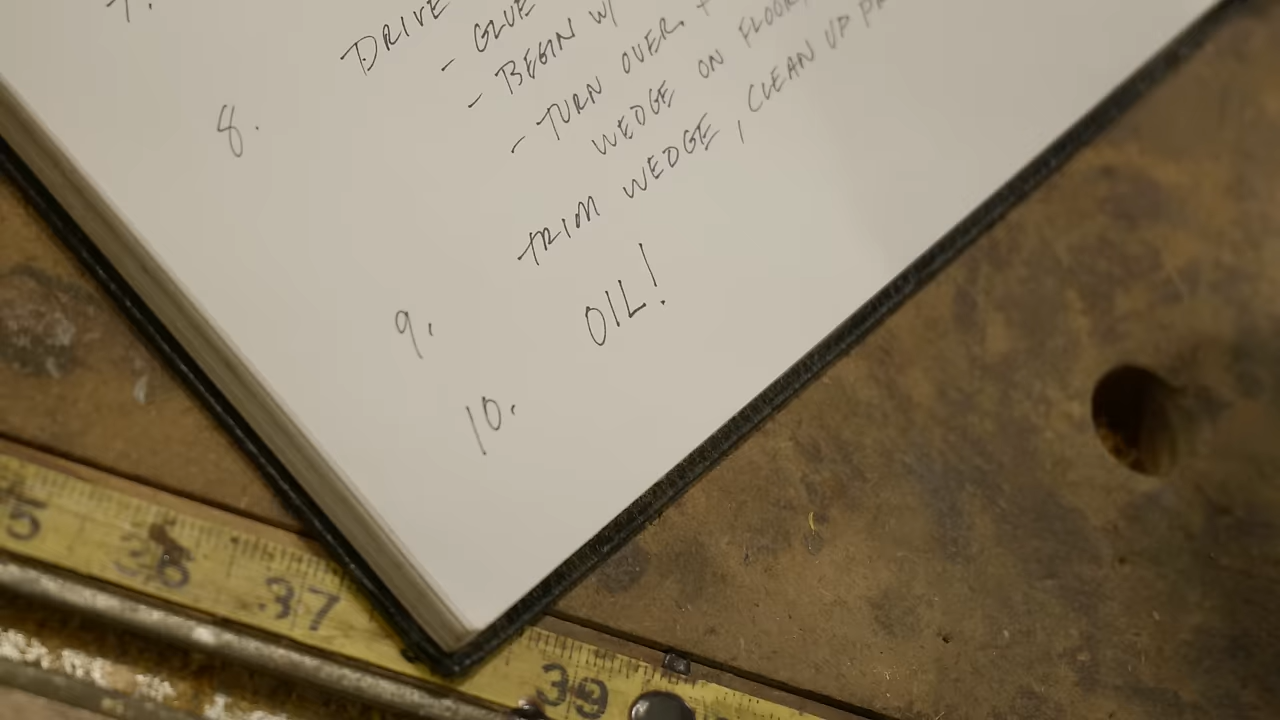 7.
8. DRIVE
- GLUE
- BEGIN W/
- TURN OVER +
WEDGE ON FLOOR,
9. TRIM WEDGE, CLEAN UP
10. OIL!
36 37 39